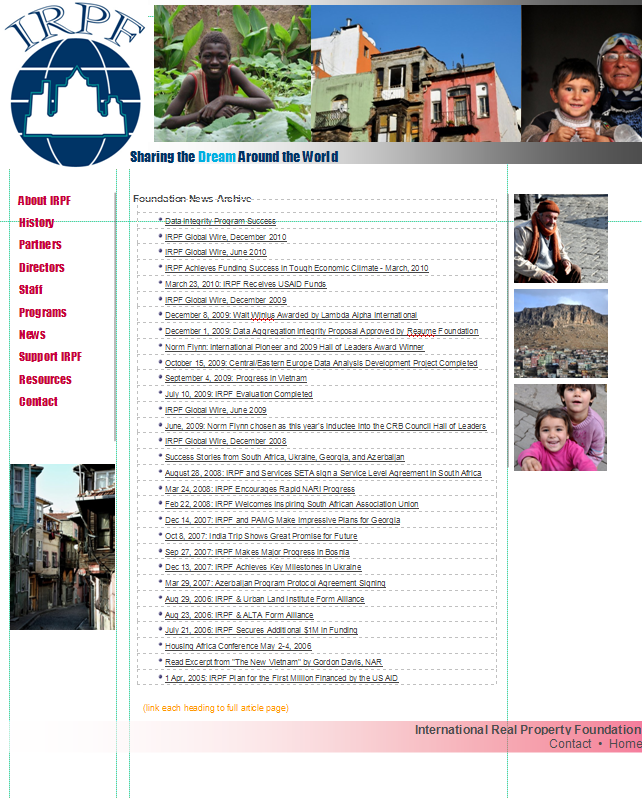 IRPF
Sharing the Dream Around the World
About IRPF
History
Partners
Directors
Staff
Programs
News
Support IRPF
Resources
Contact
Foundation News Archive
* Data Integrity Program Success
* IRPF Global Wire, December 2010
* IRPF Global Wire, June 2010
* IRPF Achieves Funding Success in Tough Economic Climate - March, 2010
* March 23, 2010: IRPF Receives USAID Funds
* IRPF Global Wire, December 2009
* December 8, 2009: Walt Winius Awarded by Lambda Alpha International
* December 1, 2009: Data Aggregation Integrity Proposal Approved by Reaume Foundation
* Norm Flynn: International Pioneer and 2009 Hall of Leaders Award Winner
* October 15, 2009: Central/Eastern Europe Data Analysis Development Project Completed
* September 4, 2009: Progress in Vietnam
* July 10, 2009: IRPF Evaluation Completed
* IRPF Global Wire, June 2009
* June, 2009: Norm Flynn chosen as this year's inductee into the CRB Council Hall of Leaders
* IRPF Global Wire, December 2008
* Success Stories from South Africa, Ukraine, Georgia, and Azerbaijan
* August 28, 2008: IRPF and Services SETA sign a Service Level Agreement in South Africa
* Mar 24, 2008: IRPF Encourages Rapid NARI Progress
* Feb 22, 2008: IRPF Welcomes Inspiring South African Association Union
* Dec 14, 2007: IRPF and PAMG Make Impressive Plans for Georgia
* Oct 8, 2007: India Trip Shows Great Promise for Future
* Sep 27, 2007: IRPF Makes Major Progress in Bosnia
* Dec 13, 2007: IRPF Achieves Key Milestones in Ukraine
* Mar 29, 2007: Azerbaijan Program Protocol Agreement Signing
* Aug 29, 2006: IRPF & Urban Land Institute Form Alliance
* Aug 23, 2006: IRPF & ALTA Form Alliance
* July 21, 2006: IRPF Secures Additional $1M in Funding
* Housing Africa Conference May 2-4, 2006
* Read Excerpt from "The New Vietnam" by Gordon Davis, NAR
* 1 Apr, 2005: IRPF Plan for the First Million Financed by the US AID
(link each heading to full article page)
International Real Property Foundation
Contact • Home